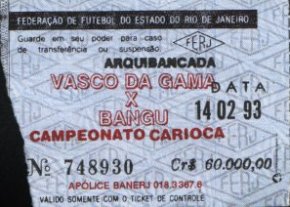 FEDERAÇÃO DE FUTEBOL DO ESTADO DO RIO DE JANEIRO
Guarde em seu poder para caso
de transferência ou suspensão.
FERJ
ARQUIBANCADA
VASCO DA GAMA
X
BANGU
DATA
14 02 93
CAMPEONATO CARIOCA
Nº 748930
Cr$ 60.000,00
APÓLICE BANERJ 018.3367.6
VALIDO SOMENTE COM O TICKET DE CONTROLE